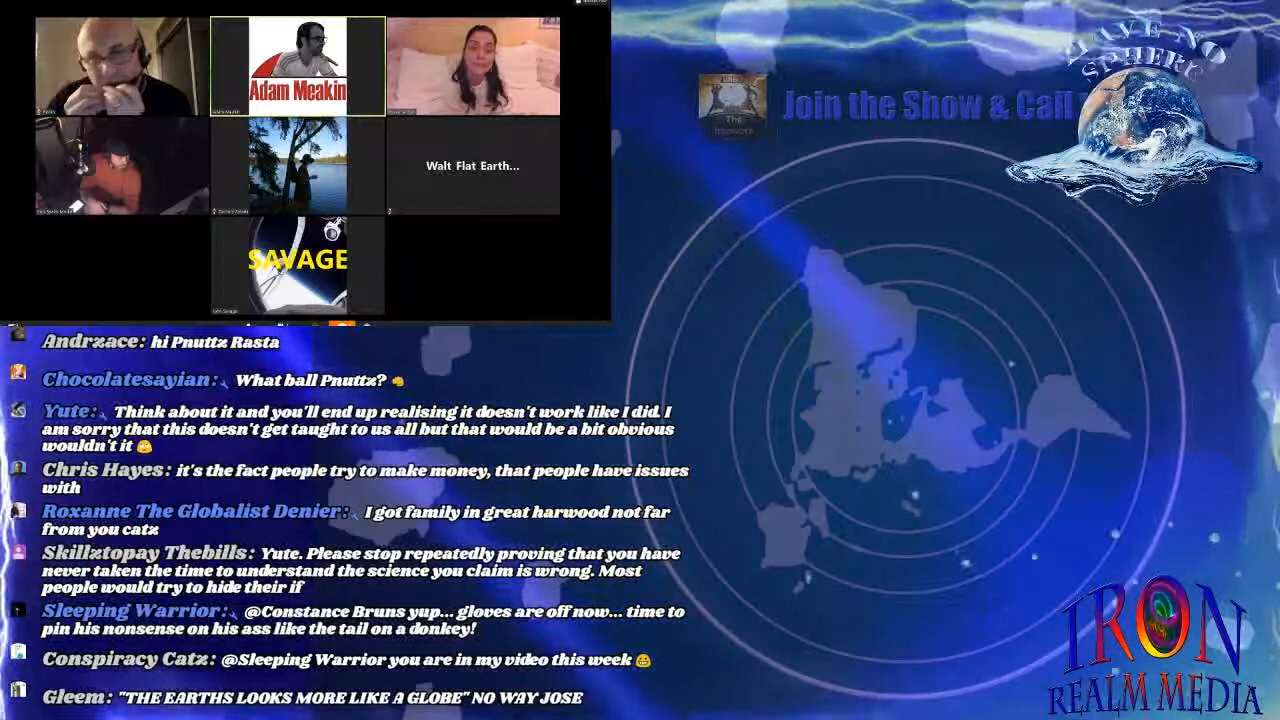 Adam Meakin
Walt Flat Earth...
SAVAGE
Join the Show & Call
HAVE NO
SPHERE
The
Ironworx
Andrzace: hi Pnuttz Rasta
Chocolatesayian: What ball Pnuttz? 👊
Yute: Think about it and you'll end up realising it doesn't work like I did. I
am sorry that this doesn't get taught to us all but that would be a bit obvious
wouldn't it 🙄
Chris Hayes: it's the fact people try to make money, that people have issues
with
Roxanne The Globalist Denier: I got family in great harwood not far
from you catz
Skillztopay Thebills: Yute. Please stop repeatedly proving that you have
never taken the time to understand the science you claim is wrong. Most
people would try to hide their if
Sleeping Warrior: @Constance Bruns yup... gloves are off now... time to
pin his nonsense on his ass like the tail on a donkey!
Conspiracy Catz: @Sleeping Warrior you are in my video this week 😁
Gleem: "THE EARTHS LOOKS MORE LIKE A GLOBE" NO WAY JOSE
IRON
REALM MEDIA